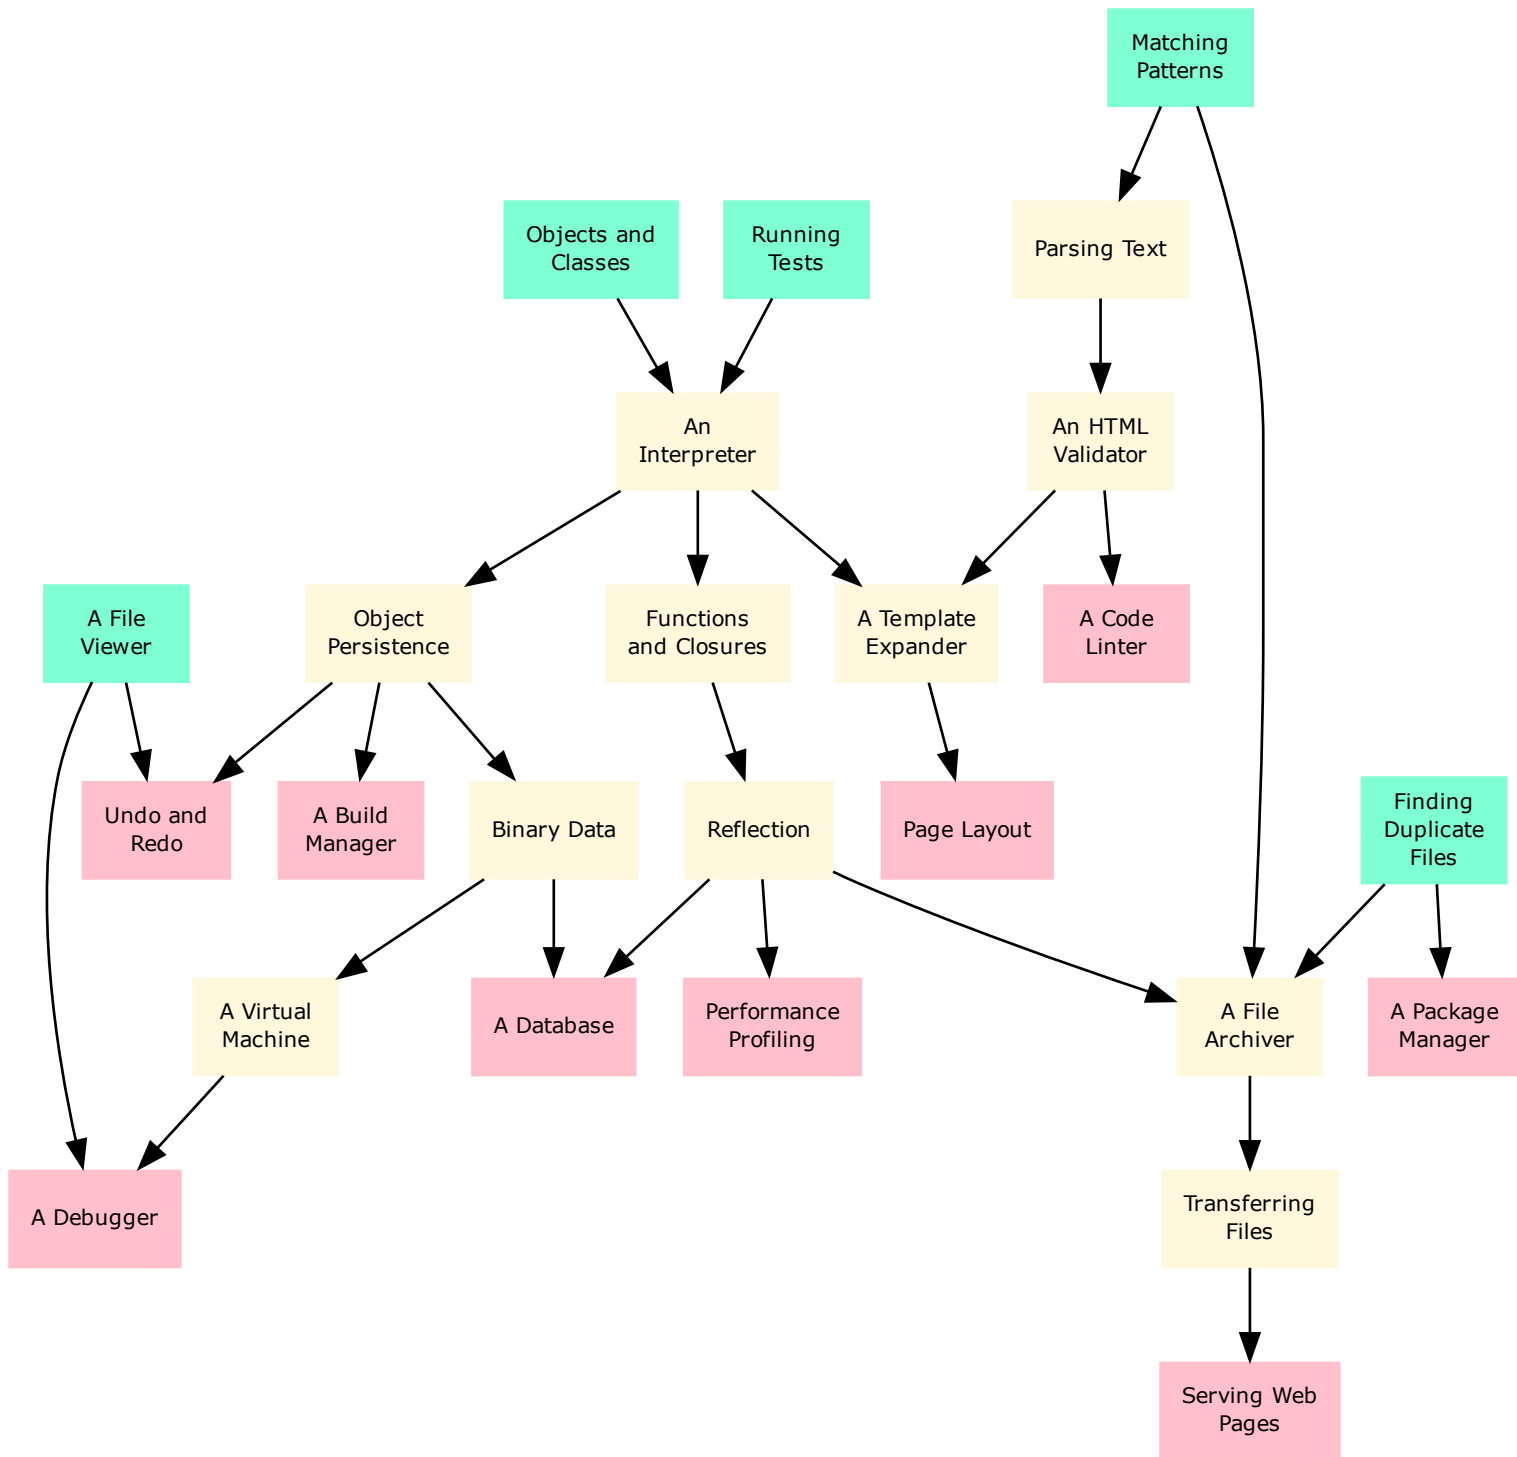 Matching
Patterns
Objects and
Classes
Running
Tests
Parsing Text
An
Interpreter
An HTML
Validator
A File
Viewer
Object
Persistence
Functions
and Closures
A Template
Expander
A Code
Linter
Undo and
Redo
A Build
Manager
Binary Data
Reflection
Page Layout
Finding
Duplicate
Files
A Virtual
Machine
A Database
Performance
Profiling
A File
Archiver
A Package
Manager
A Debugger
Transferring
Files
Serving Web
Pages